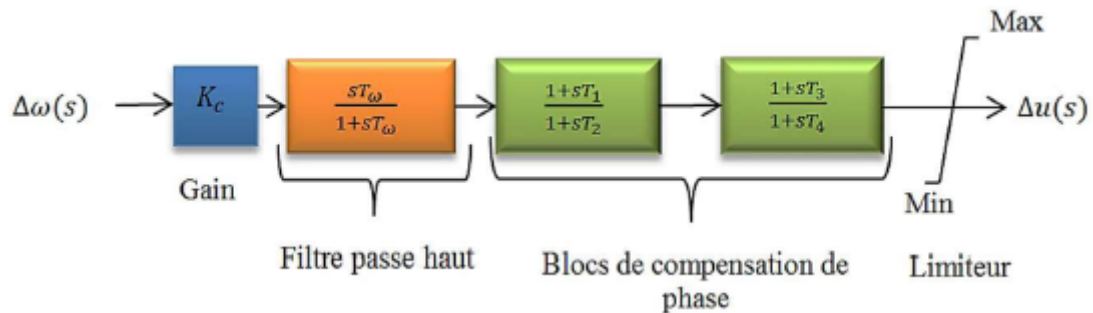 Max
Δω(s)
K_c
sT_ω
1+sT_ω
1+sT_1
1+sT_2
1+sT_3
1+sT_4
Δu(s)
Gain
Min
Filtre passe haut
Blocs de compensation de
phase
Limiteur